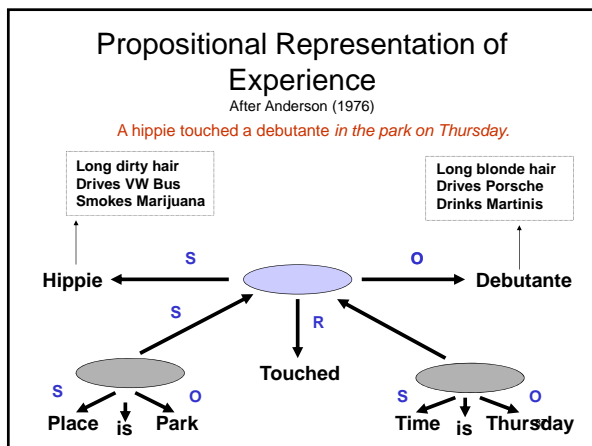 Propositional Representation of
Experience
After Anderson (1976)
A hippie touched a debutante in the park on Thursday.
Long dirty hair
Drives VW Bus
Smokes Marijuana
Long blonde hair
Drives Porsche
Drinks Martinis
S
O
Hippie
Debutante
S
R
Touched
S
O
S
O
Place
is
Park
Time
is
Thursday